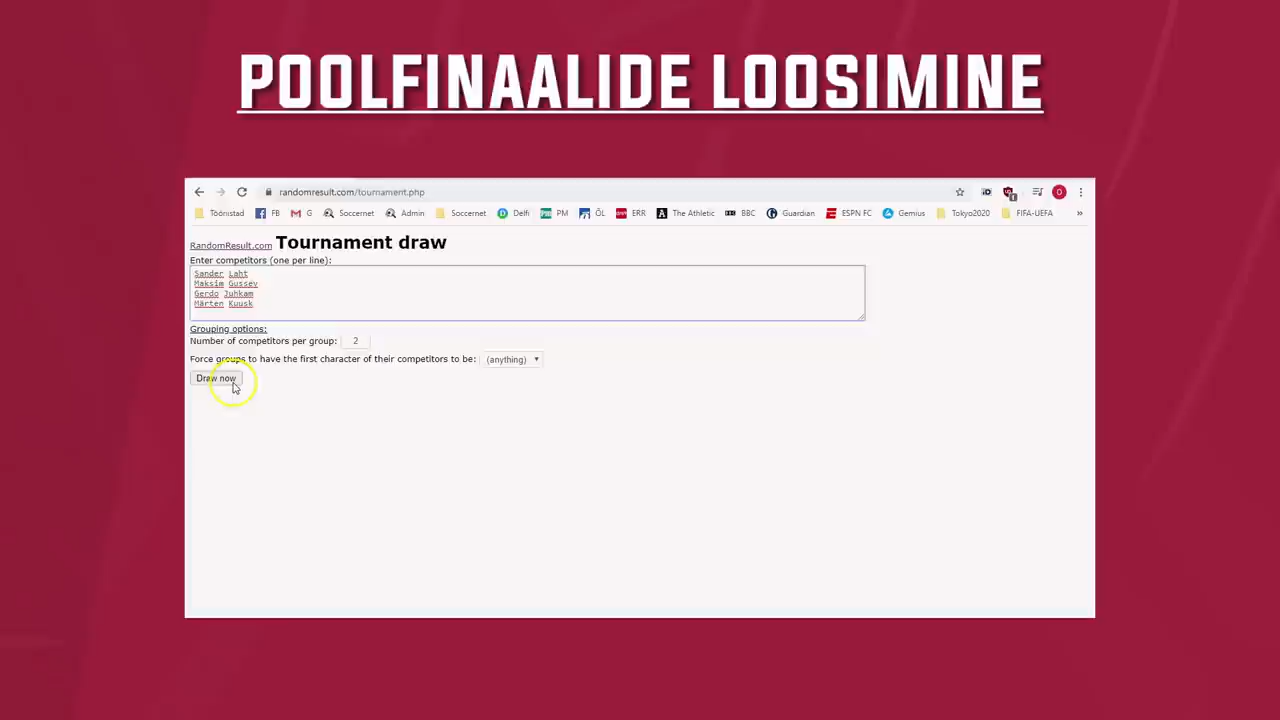 POOLFINAALIDE LOOSIMINE
randomresult.com/tournament.php
Tööriistad FB G Soccernet Admin Soccernet Delfi PM ÕL ERR The Athletic BBC Guardian ESPN FC Gemius Tokyo2020 FIFA-UEFA »
RandomResult.com Tournament draw
Enter competitors (one per line):
Sander Laht
Maksim Gussev
Gerdo Juhkam
Märten Kuusk
Grouping options:
Number of competitors per group: 2
Force groups to have the first character of their competitors to be: (anything)
Draw now